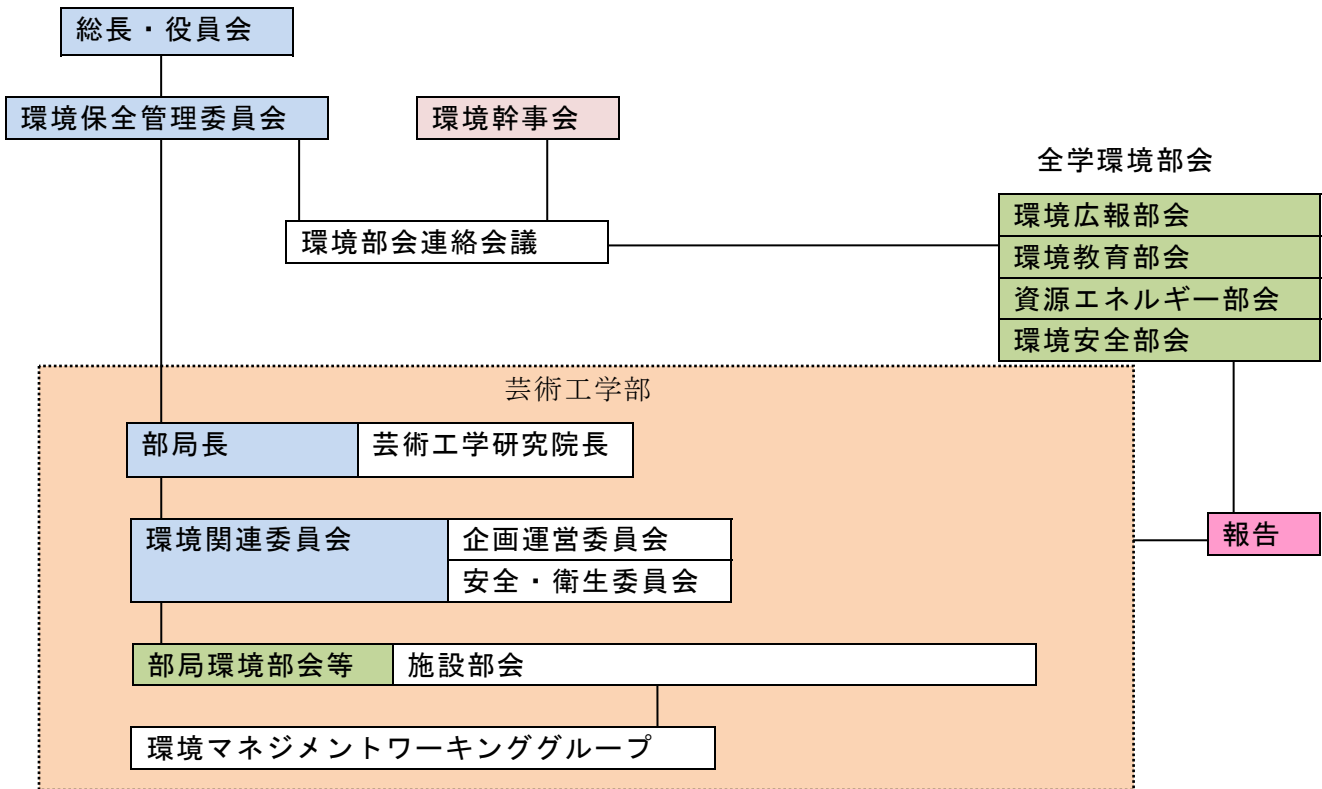 総長・役員会
環境保全管理委員会
環境幹事会
全学環境部会
環境部会連絡会議
環境広報部会
環境教育部会
資源エネルギー部会
環境安全部会
芸術工学部
部局長
芸術工学研究院長
環境関連委員会
企画運営委員会
安全・衛生委員会
報告
部局環境部会等
施設部会
環境マネジメントワーキンググループ